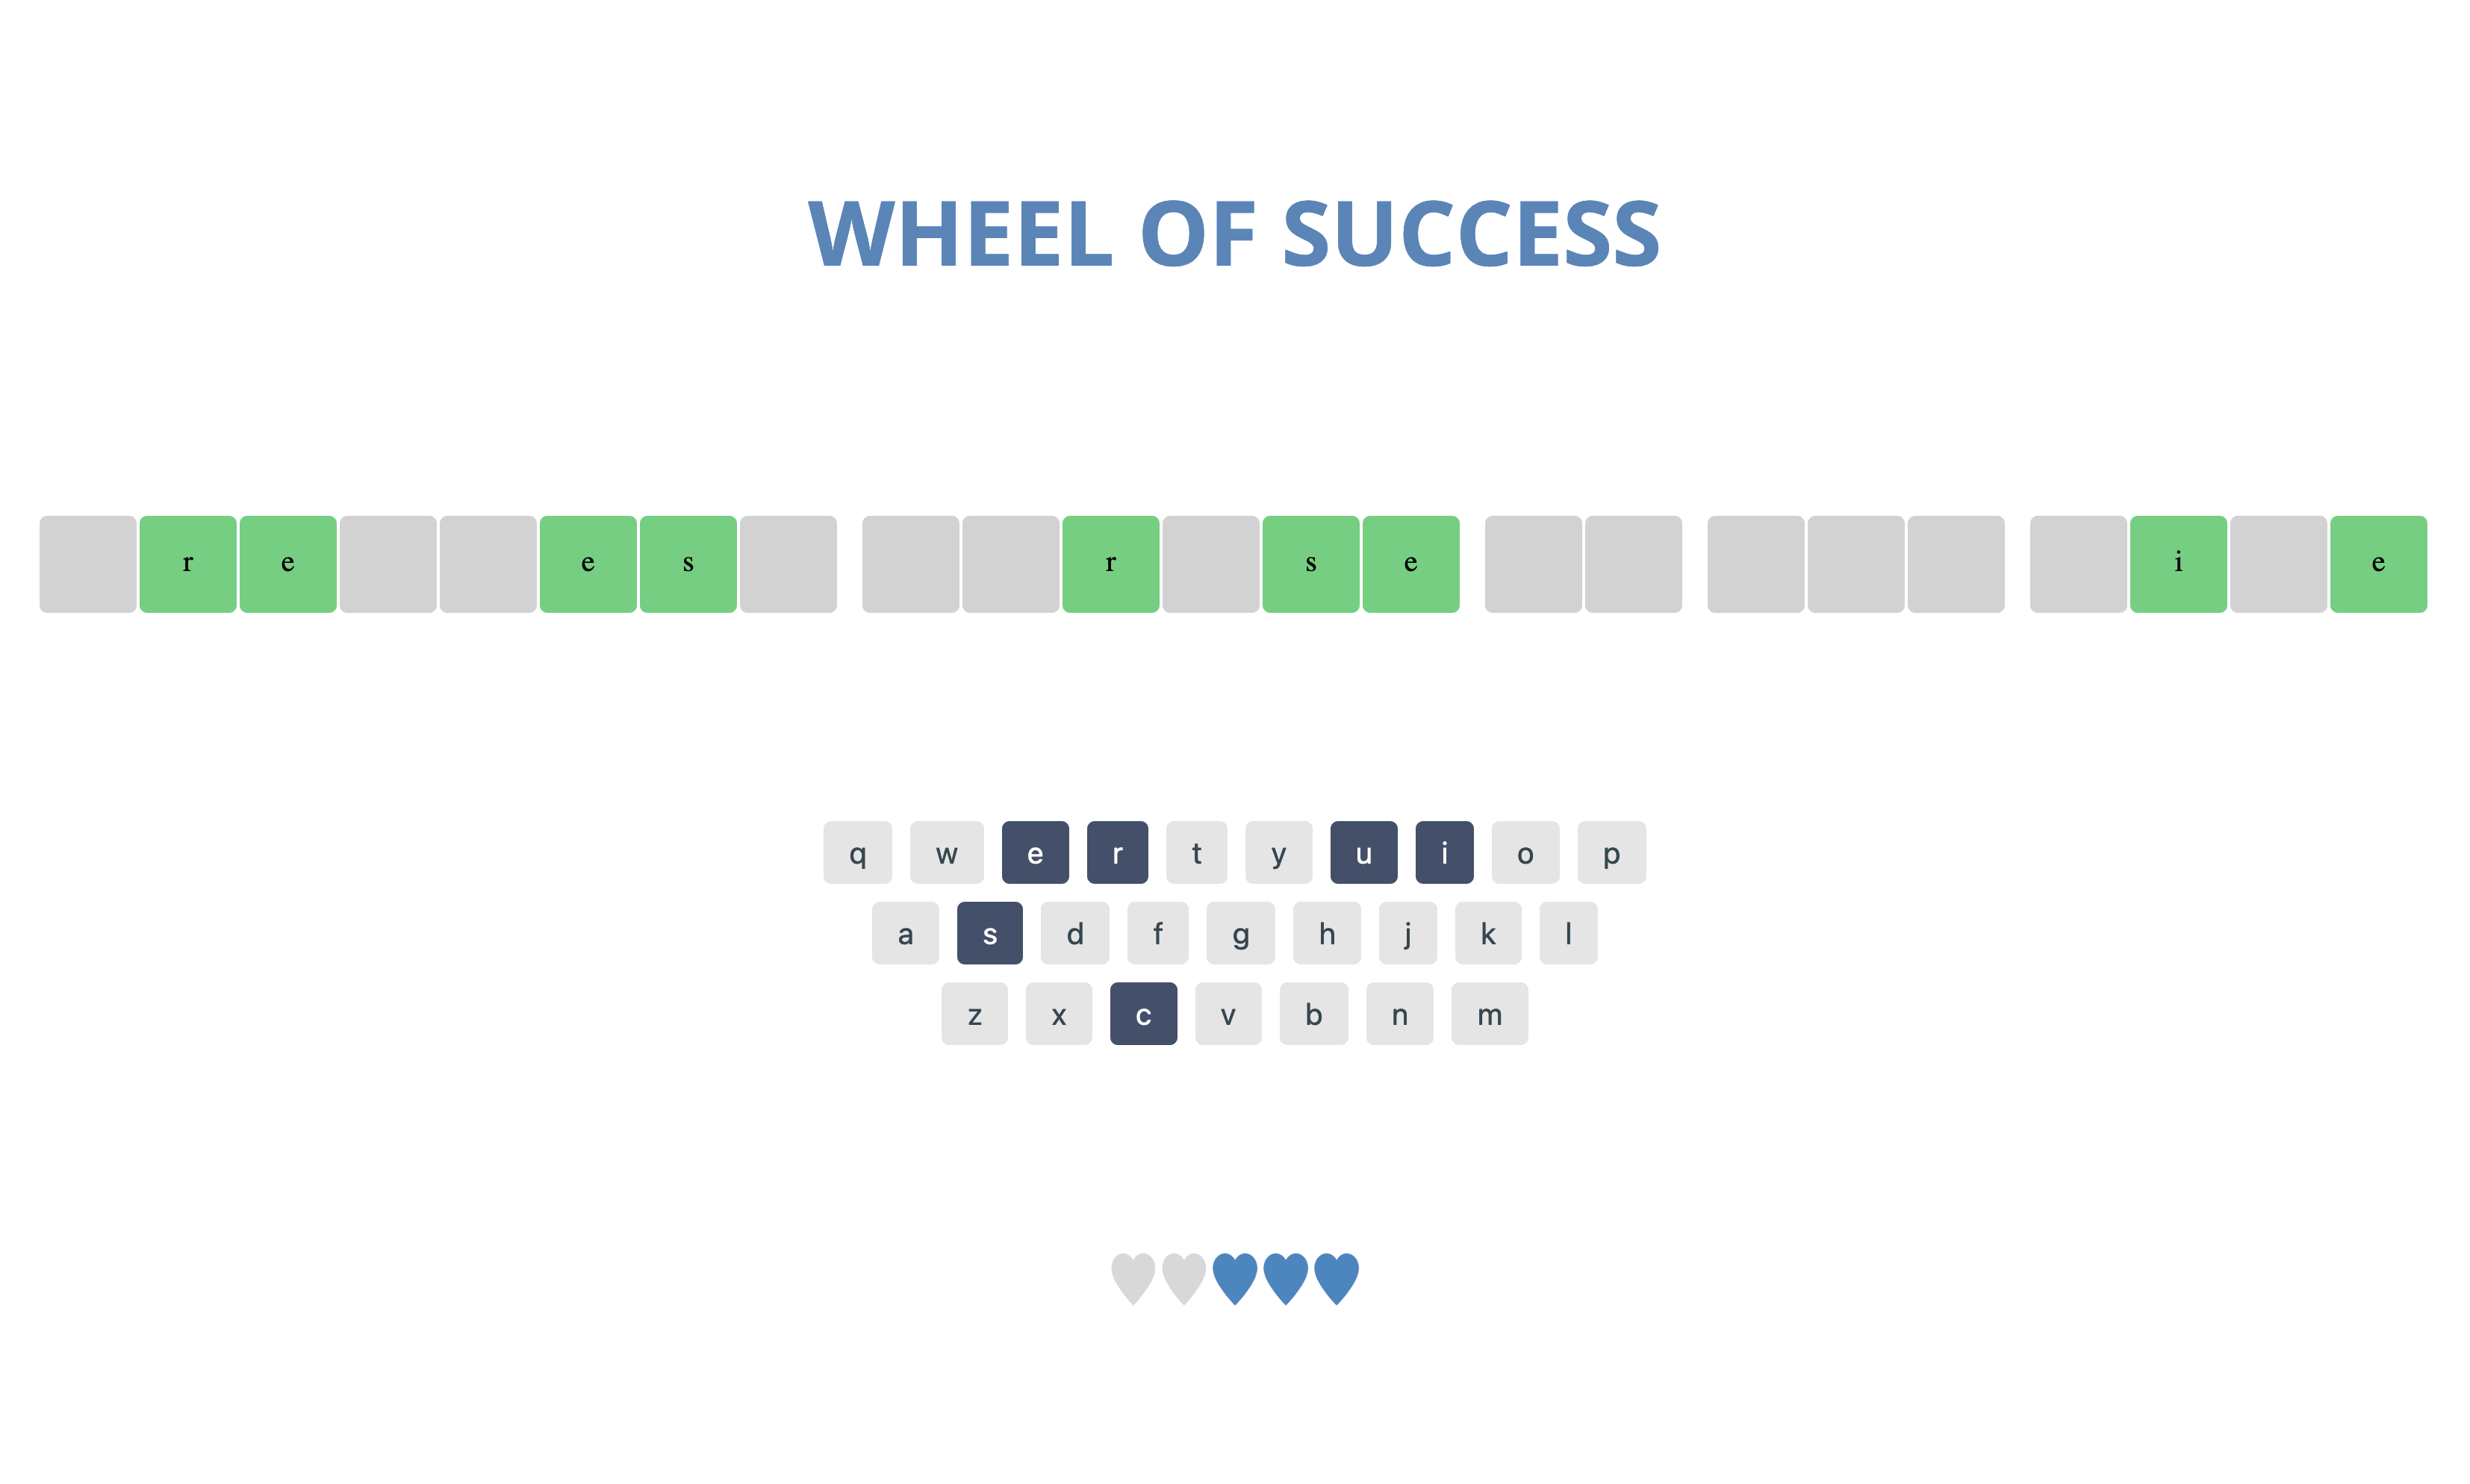 WHEEL OF SUCCESS
r e e s r s e i e
q w e r t y u i o p
a s d f g h j k l
z x c v b n m